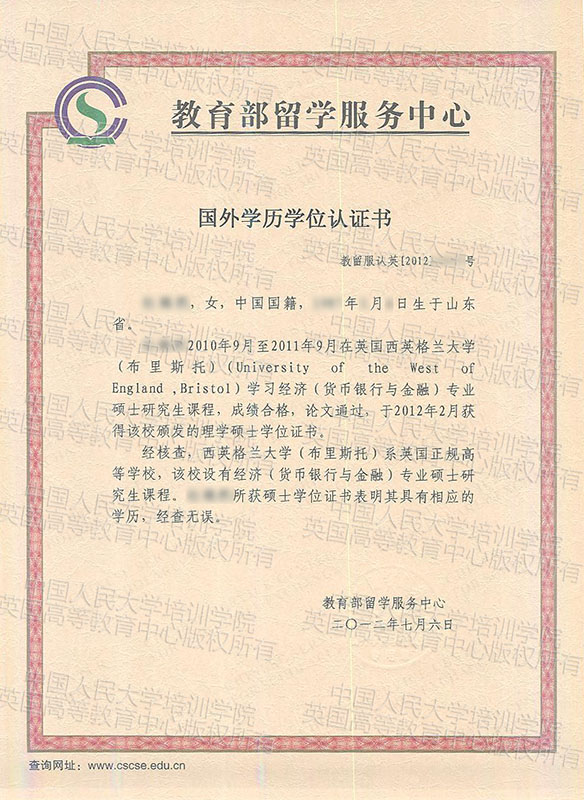 教育部留学服务中心
国外学历学位认证书
教留服认英[2012] 号
，女，中国国籍， 年 月 日生于山东
省。
2010年9月至2011年9月在英国西英格兰大学
（布里斯托）(University of the West of
England ,Bristol) 学习经济（货币银行与金融）专业
硕士研究生课程，成绩合格，论文通过，于2012年2月获
得该校颁发的理学硕士学位证书。
经核查，西英格兰大学（布里斯托）系英国正规高
等学校，该校设有经济（货币银行与金融）专业硕士研
究生课程。 所获硕士学位证书表明其具有相应的
学历，经查无误。
教育部留学服务中心
二〇一二年七月六日
查询网址：www.cscse.edu.cn
中国人民大学培训学院
英国高等教育中心版权所有